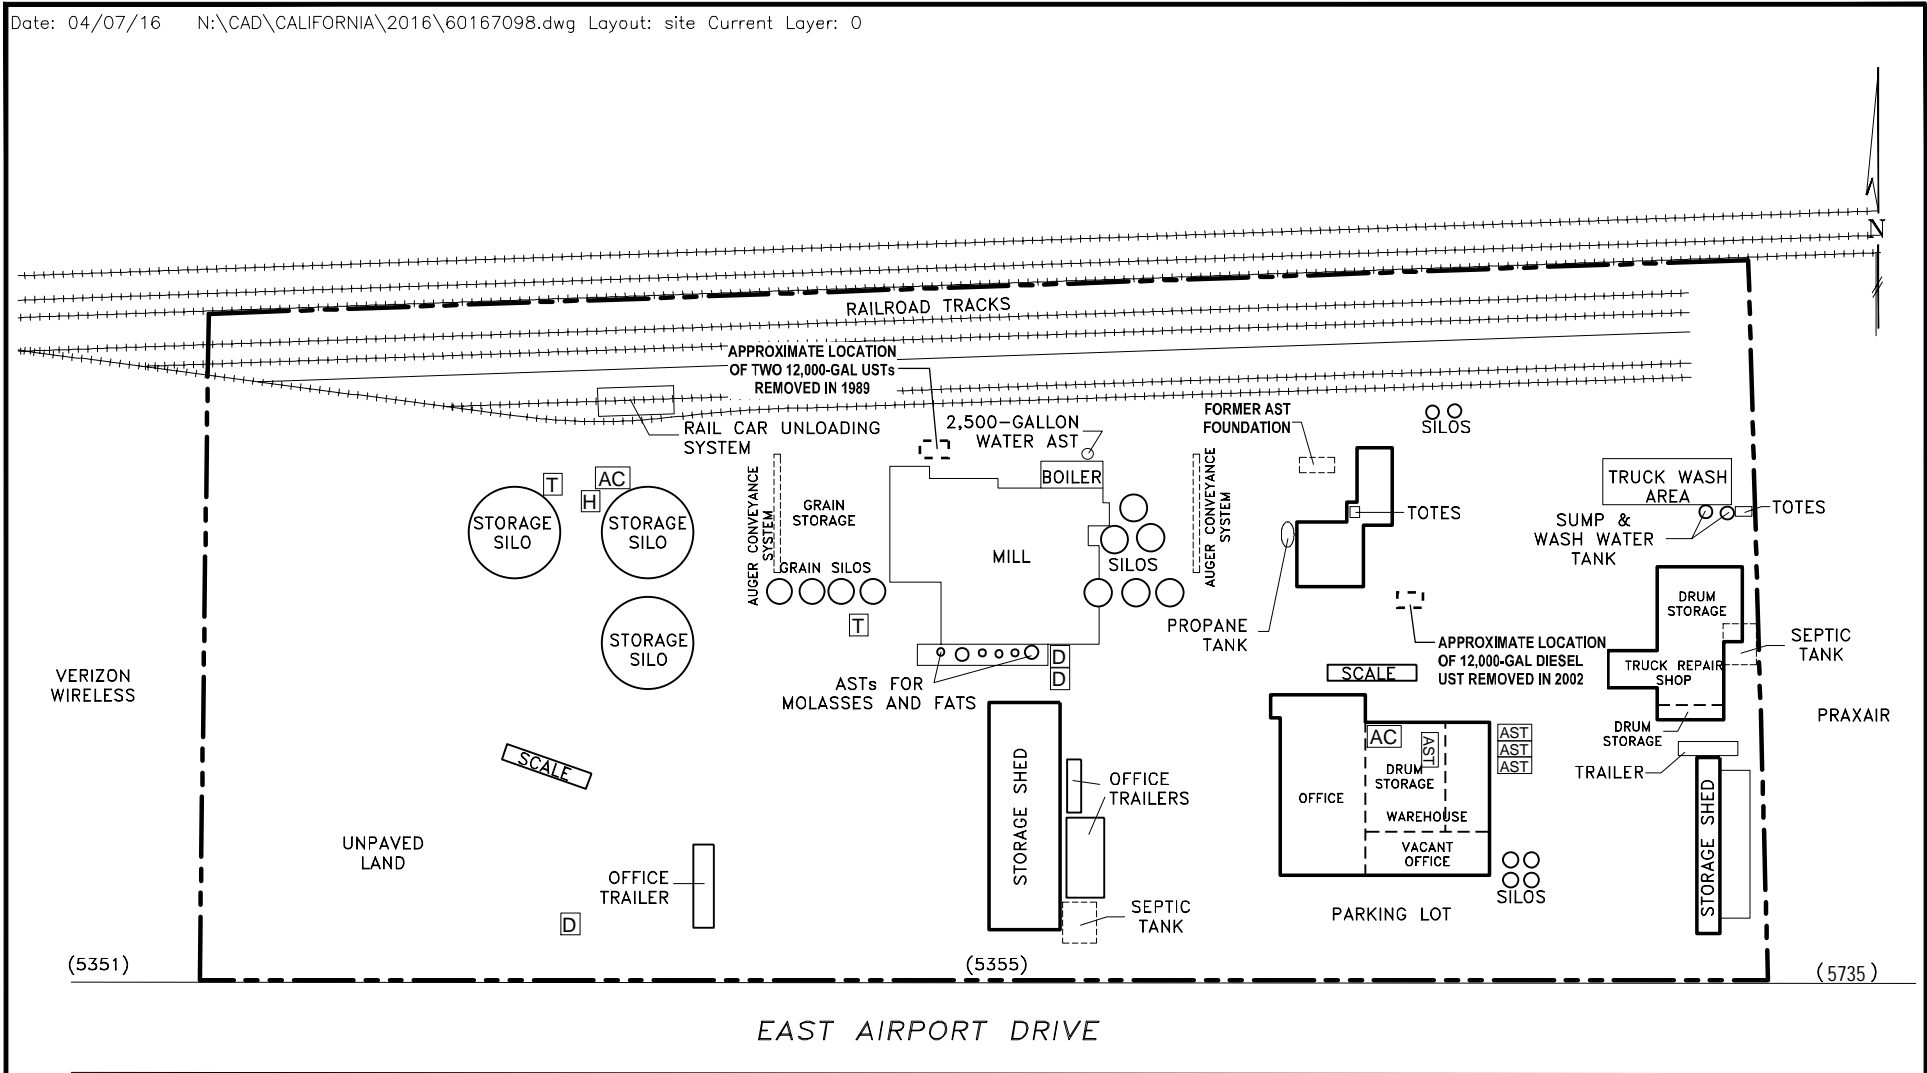 Date: 04/07/16 N:\CAD\CALIFORNIA\2016\60167098.dwg Layout: site Current Layer: 0
N
RAILROAD TRACKS
APPROXIMATE LOCATION
OF TWO 12,000-GAL USTs
REMOVED IN 1989
RAIL CAR UNLOADING
SYSTEM
2,500-GALLON
WATER AST
BOILER
FORMER AST
FOUNDATION
SILOS
T
AC
H
STORAGE
SILO
STORAGE
SILO
STORAGE
SILO
AUGER CONVEYANCE
SYSTEM
GRAIN
STORAGE
GRAIN SILOS
T
MILL
SILOS
AUGER CONVEYANCE
SYSTEM
TOTES
TRUCK WASH
AREA
TOTES
SUMP &
WASH WATER
TANK
PROPANE
TANK
APPROXIMATE LOCATION
OF 12,000-GAL DIESEL
UST REMOVED IN 2002
DRUM
STORAGE
SEPTIC
TANK
TRUCK REPAIR
SHOP
DRUM
STORAGE
D
D
ASTs FOR
MOLASSES AND FATS
SCALE
VERIZON
WIRELESS
PRAXAIR
SCALE
STORAGE SHED
OFFICE
TRAILERS
AC
AST
AST
AST
AST
DRUM
STORAGE
OFFICE
WAREHOUSE
VACANT
OFFICE
TRAILER
STORAGE SHED
UNPAVED
LAND
OFFICE
TRAILER
D
SEPTIC
TANK
SILOS
PARKING LOT
(5351)
(5355)
(5735)
EAST AIRPORT DRIVE